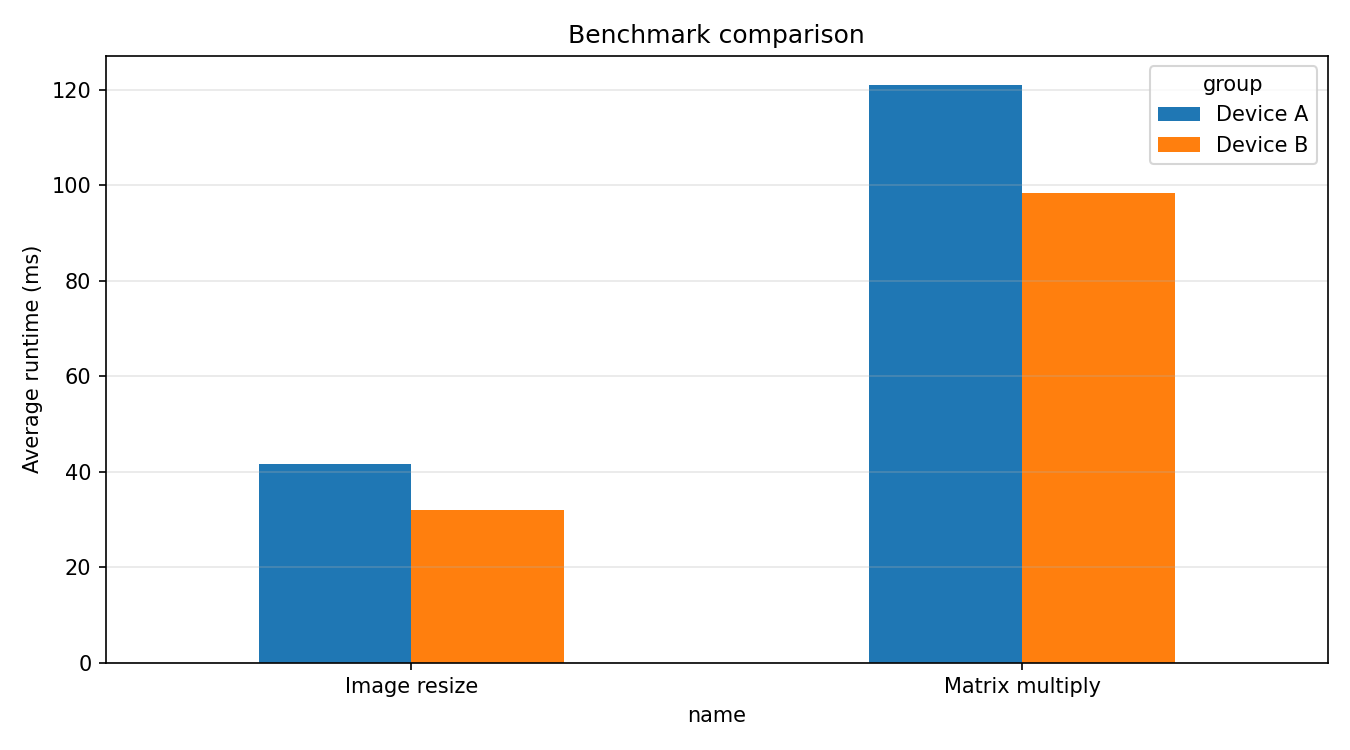 Benchmark comparison
group
Device A
Device B
Average runtime (ms)
120
100
80
60
40
20
0
Image resize
Matrix multiply
name